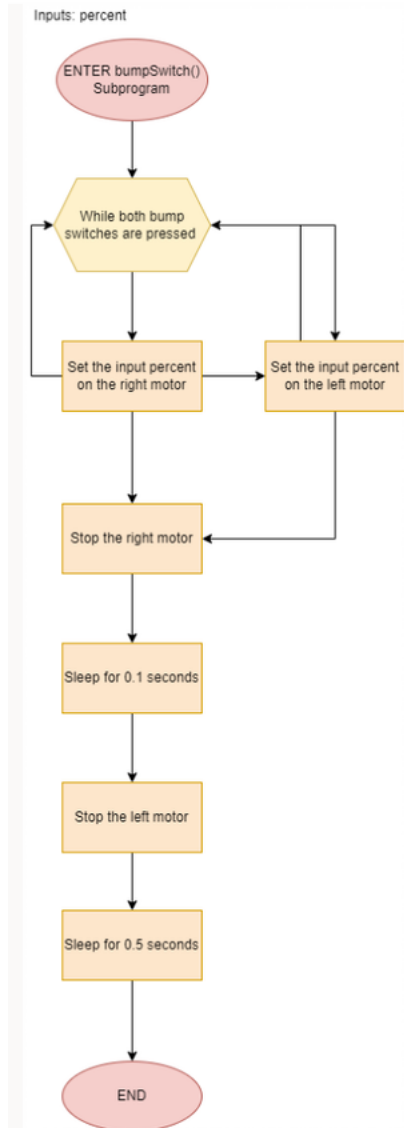 Inputs: percent
ENTER bumpSwitch()
Subprogram
While both bump
switches are pressed
Set the input percent
on the right motor
Set the input percent
on the left motor
Stop the right motor
Sleep for 0.1 seconds
Stop the left motor
Sleep for 0.5 seconds
END